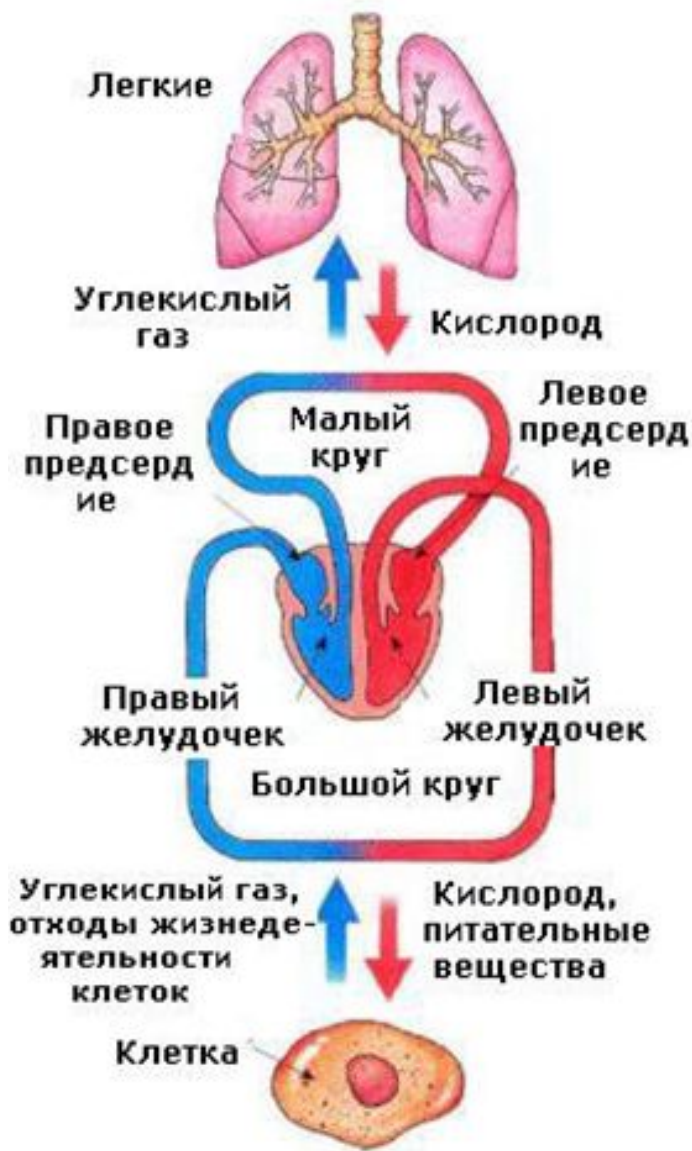 Легкие
Углекислый
газ
Кислород
Малый
круг
Правое
предсерд
ие
Левое
предсерд
ие
Правый
желудочек
Левый
желудочек
Большой круг
Углекислый газ,
отходы жизнеде-
ятельности
клеток
Кислород,
питательные
вещества
Клетка